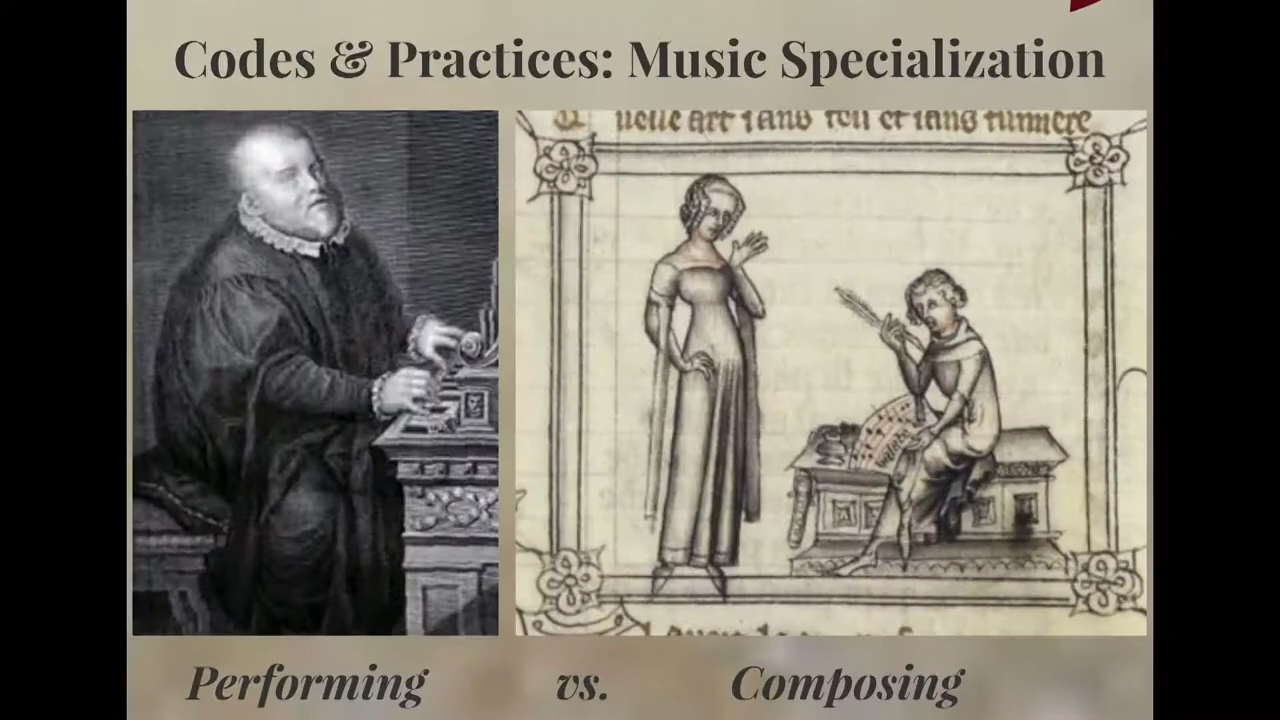 Codes & Practices: Music Specialization
Performing vs. Composing